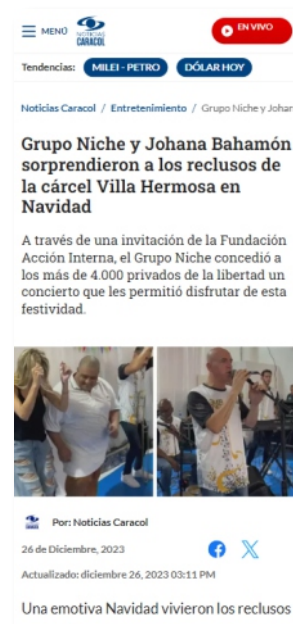 MENÚ
NOTICIAS
CARACOL
EN VIVO
Tendencias:
MILEI - PETRO
DÓLAR HOY
Noticias Caracol / Entretenimiento / Grupo Niche y Johan
Grupo Niche y Johana Bahamón
sorprendieron a los reclusos de
la cárcel Villa Hermosa en
Navidad
A través de una invitación de la Fundación
Acción Interna, el Grupo Niche concedió a
los más de 4.000 privados de la libertad un
concierto que les permitió disfrutar de esta
festividad.
Por: Noticias Caracol
26 de Diciembre, 2023
Actualizado: diciembre 26, 2023 03:11 PM
Una emotiva Navidad vivieron los reclusos